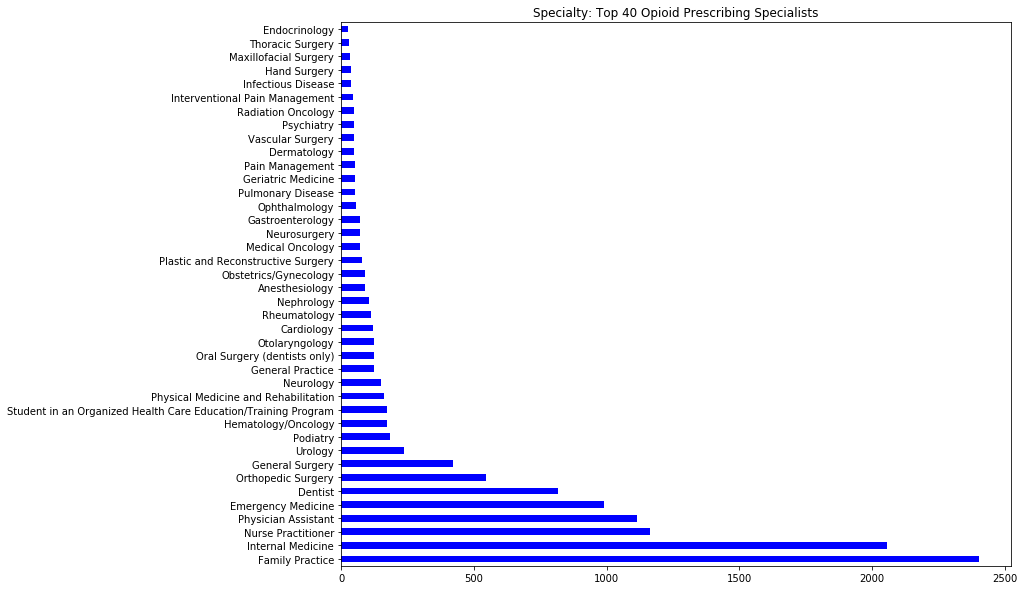 Specialty: Top 40 Opioid Prescribing Specialists
Endocrinology
Thoracic Surgery
Maxillofacial Surgery
Hand Surgery
Infectious Disease
Interventional Pain Management
Radiation Oncology
Psychiatry
Vascular Surgery
Dermatology
Pain Management
Geriatric Medicine
Pulmonary Disease
Ophthalmology
Gastroenterology
Neurosurgery
Medical Oncology
Plastic and Reconstructive Surgery
Obstetrics/Gynecology
Anesthesiology
Nephrology
Rheumatology
Cardiology
Otolaryngology
Oral Surgery (dentists only)
General Practice
Neurology
Physical Medicine and Rehabilitation
Student in an Organized Health Care Education/Training Program
Hematology/Oncology
Podiatry
Urology
General Surgery
Orthopedic Surgery
Dentist
Emergency Medicine
Physician Assistant
Nurse Practitioner
Internal Medicine
Family Practice
0 500 1000 1500 2000 2500